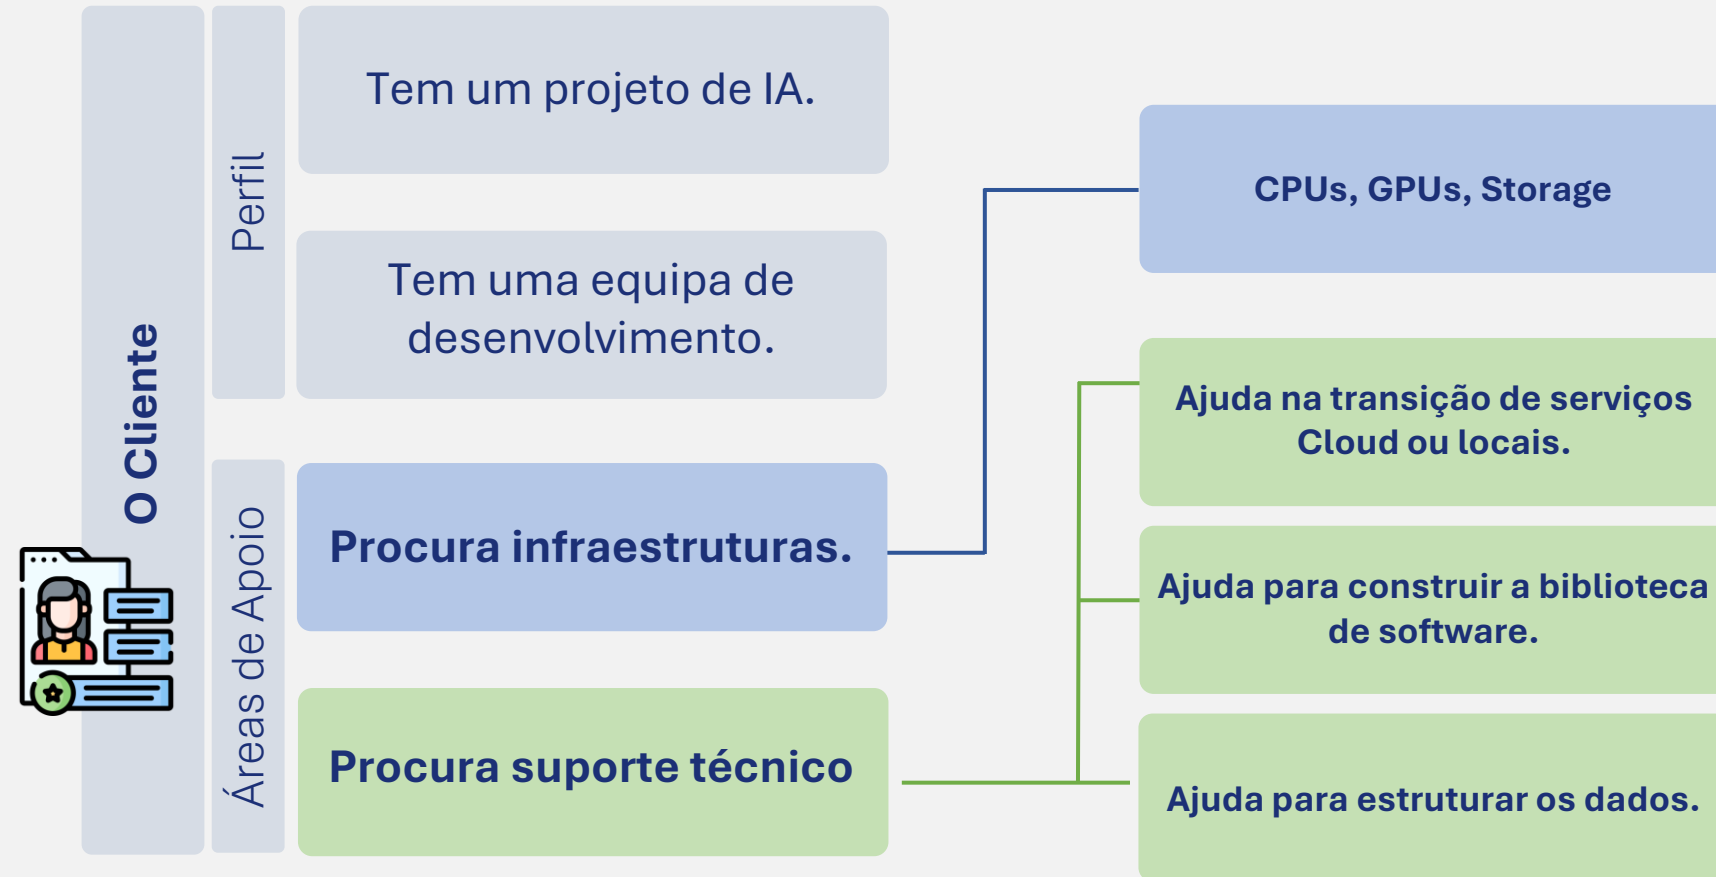 O Cliente
Perfil
Tem um projeto de IA.
Tem uma equipa de
desenvolvimento.
Áreas de Apoio
Procura infraestruturas.
Procura suporte técnico
CPUs, GPUs, Storage
Ajuda na transição de serviços
Cloud ou locais.
Ajuda para construir a biblioteca
de software.
Ajuda para estruturar os dados.